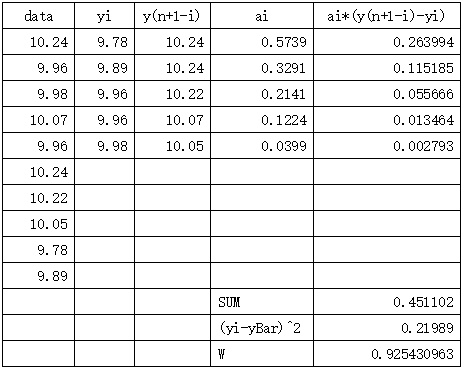 data yi y(n+1-i) ai ai*(y(n+1-i)-yi)
10.24 9.78 10.24 0.5739 0.263994
9.96 9.89 10.24 0.3291 0.115185
9.98 9.96 10.22 0.2141 0.055666
10.07 9.96 10.07 0.1224 0.013464
9.96 9.98 10.05 0.0399 0.002793
10.24
10.22
10.05
9.78
9.89
SUM 0.451102
(yi-yBar)^2 0.21989
W 0.925430963